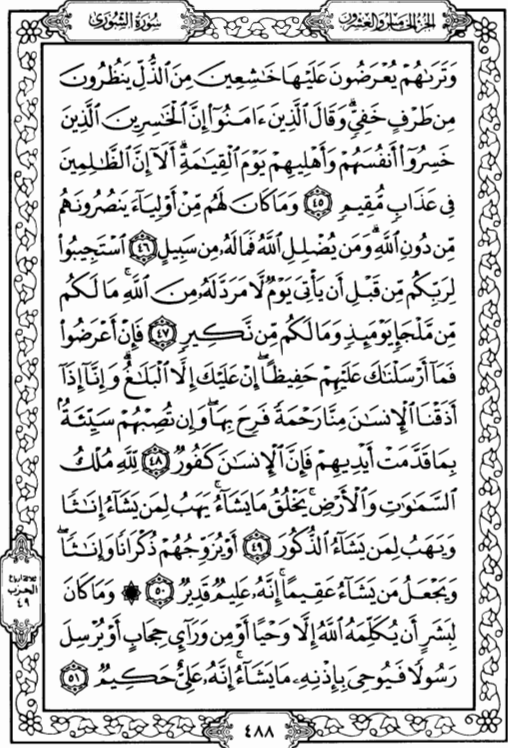 الجزء الخامس والعشرون
سورة الشورى
وَتَرَىٰهُمْ يُعْرَضُونَ عَلَيْهَا خَٰشِعِينَ مِنَ ٱلذُّلِّ يَنظُرُونَ
مِن طَرْفٍ خَفِيٍّ ۗ وَقَالَ ٱلَّذِينَ ءَامَنُوٓا۟ إِنَّ ٱلْخَٰسِرِينَ ٱلَّذِينَ
خَسِرُوٓا۟ أَنفُسَهُمْ وَأَهْلِيهِمْ يَوْمَ ٱلْقِيَٰمَةِ ۗ أَلَآ إِنَّ ٱلظَّٰلِمِينَ
فِى عَذَابٍ مُّقِيمٍ ٤٥ وَمَا كَانَ لَهُم مِّنْ أَوْلِيَآءَ يَنصُرُونَهُم
مِّن دُونِ ٱللَّهِ ۗ وَمَن يُضْلِلِ ٱللَّهُ فَمَا لَهُۥ مِن سَبِيلٍ ٤٦ ٱسْتَجِيبُوا۟
لِرَبِّكُم مِّن قَبْلِ أَن يَأْتِىَ يَوْمٌ لَّا مَرَدَّ لَهُۥ مِنَ ٱللَّهِ ۚ مَا لَكُم
مِّن مَّلْجَإٍ يَوْمَئِذٍ وَمَا لَكُم مِّن نَّكِيرٍ ٤٧ فَإِنْ أَعْرَضُوا۟
فَمَآ أَرْسَلْنَٰكَ عَلَيْهِمْ حَفِيظًا ۖ إِنْ عَلَيْكَ إِلَّا ٱلْبَلَٰغُ ۗ وَإِنَّآ إِذَآ
أَذَقْنَا ٱلْإِنسَٰنَ مِنَّا رَحْمَةً فَرِحَ بِهَا ۖ وَإِن تُصِبْهُمْ سَيِّئَةٌۢ
بِمَا قَدَّمَتْ أَيْدِيهِمْ فَإِنَّ ٱلْإِنسَٰنَ كَفُورٌ ٤٨ لِّلَّهِ مُلْكُ
ٱلسَّمَٰوَٰتِ وَٱلْأَرْضِ ۚ يَخْلُقُ مَا يَشَآءُ ۚ يَهَبُ لِمَن يَشَآءُ إِنَٰثًا
وَيَهَبُ لِمَن يَشَآءُ ٱلذُّكُورَ ٤٩ أَوْ يُزَوِّجُهُمْ ذُكْرَانًا وَإِنَٰثًا ۖ
وَيَجْعَلُ مَن يَشَآءُ عَقِيمًا ۚ إِنَّهُۥ عَلِيمٌ قَدِيرٌ ٥٠ ۞ وَمَا كَانَ
لِبَشَرٍ أَن يُكَلِّمَهُ ٱللَّهُ إِلَّا وَحْيًا أَوْ مِن وَرَآئِ حِجَابٍ أَوْ يُرْسِلَ
رَسُولًا فَيُوحِىَ بِإِذْنِهِۦ مَا يَشَآءُ ۚ إِنَّهُۥ عَلِىٌّ حَكِيمٌ ٥١
ثلاثة أرباع
الحزب
٤٩
٤٨٨